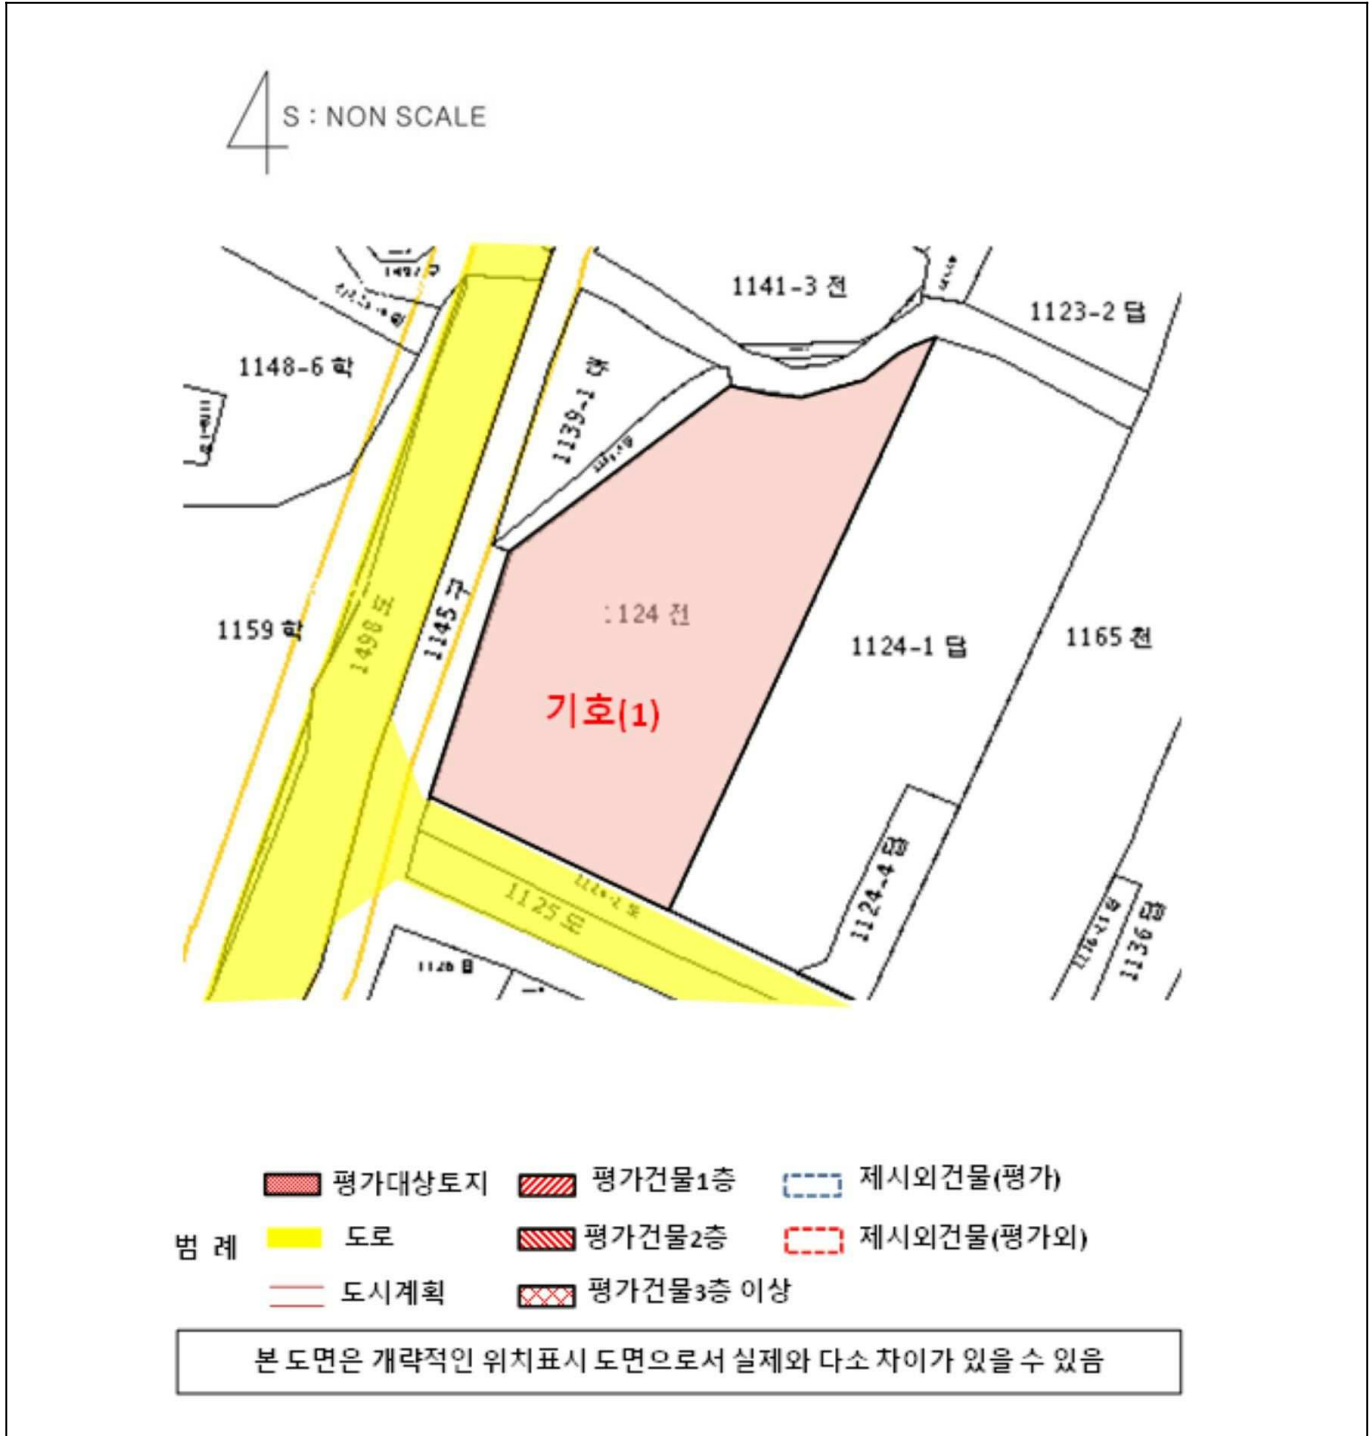 S : NON SCALE
1141-3 전
1123-2 답
1148-6 학
1139-1 대
1124 전
1159 학
1498 도
1145 구
1124-1 답
1165 천
기호(1)
1124-4 답
1125 도
1136 답
평가대상토지 평가건물1층 제시외건물(평가)
범 례 도로 평가건물2층 제시외건물(평가외)
도시계획 평가건물3층 이상
본 도면은 개략적인 위치표시 도면으로서 실제와 다소 차이가 있을 수 있음